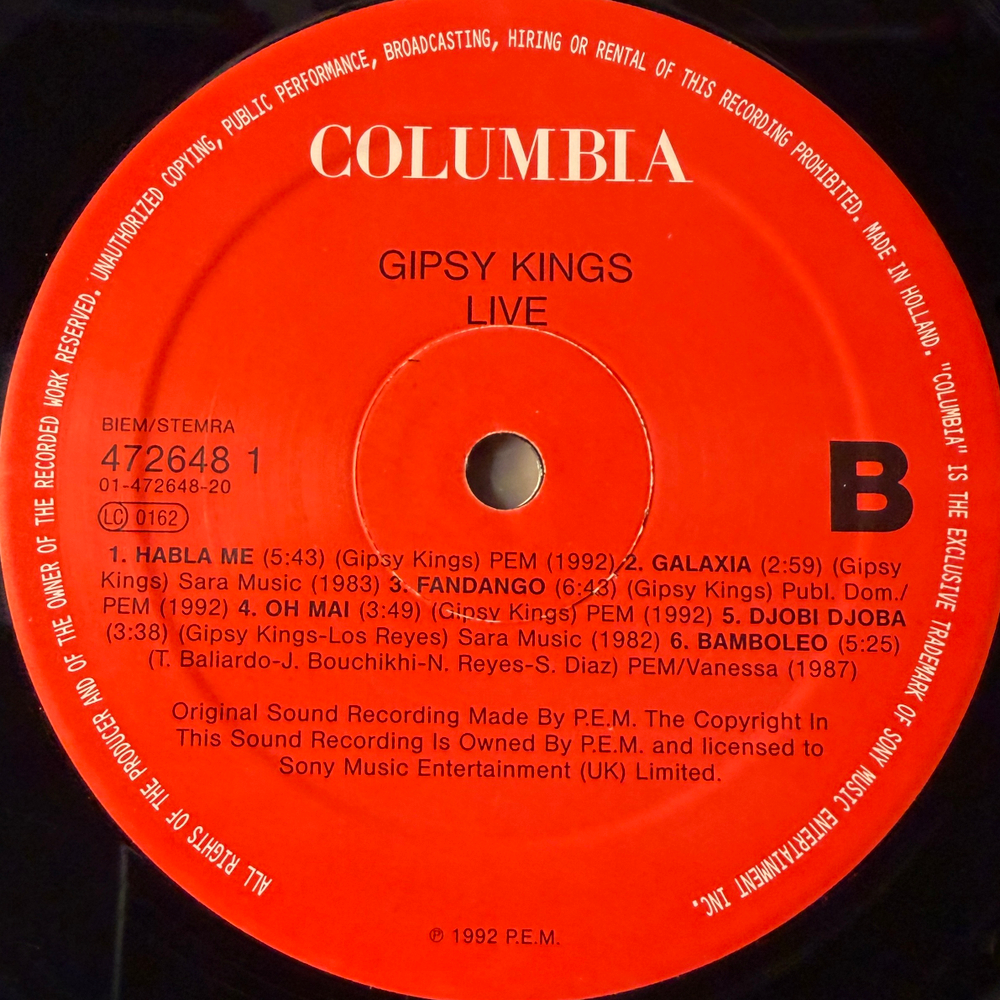 ALL RIGHTS OF THE PRODUCER AND OF THE OWNER OF THE RECORDED WORK RESERVED. UNAUTHORIZED COPYING, PUBLIC PERFORMANCE, BROADCASTING, HIRING OR RENTAL OF THIS RECORDING PROHIBITED. MADE IN HOLLAND. "COLUMBIA" IS THE EXCLUSIVE TRADEMARK OF SONY MUSIC ENTERTAINMENT INC.
COLUMBIA
GIPSY KINGS
LIVE
BIEM/STEMRA
472648 1
01-472648-20
LC 0162
B
1. HABLA ME (5:43) (Gipsy Kings) PEM (1992) 2. GALAXIA (2:59) (Gipsy
Kings) Sara Music (1983) 3. FANDANGO (6:43) (Gipsy Kings) Publ. Dom./
PEM (1992) 4. OH MAI (3:49) (Gipsy Kings) PEM (1992) 5. DJOBI DJOBA
(3:38) (Gipsy Kings-Los Reyes) Sara Music (1982) 6. BAMBOLEO (5:25)
(T. Baliardo-J. Bouchikhi-N. Reyes-S. Diaz) PEM/Vanessa (1987)
Original Sound Recording Made By P.E.M. The Copyright In
This Sound Recording Is Owned By P.E.M. and licensed to
Sony Music Entertainment (UK) Limited.
℗ 1992 P.E.M.